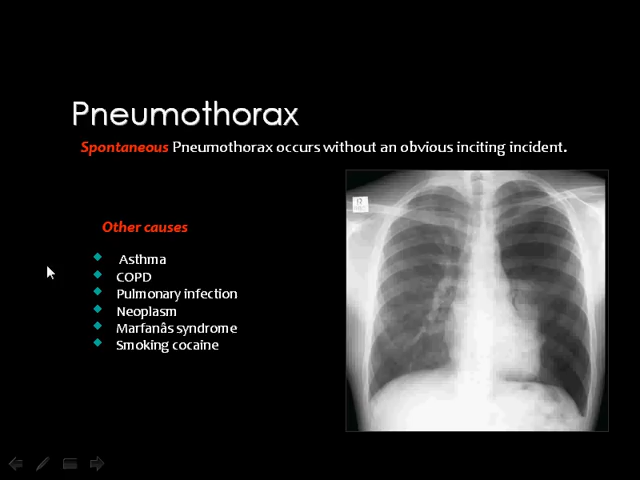 Pneumothorax
Spontaneous Pneumothorax occurs without an obvious inciting incident.
Other causes
Asthma
COPD
Pulmonary infection
Neoplasm
Marfanâs syndrome
Smoking cocaine